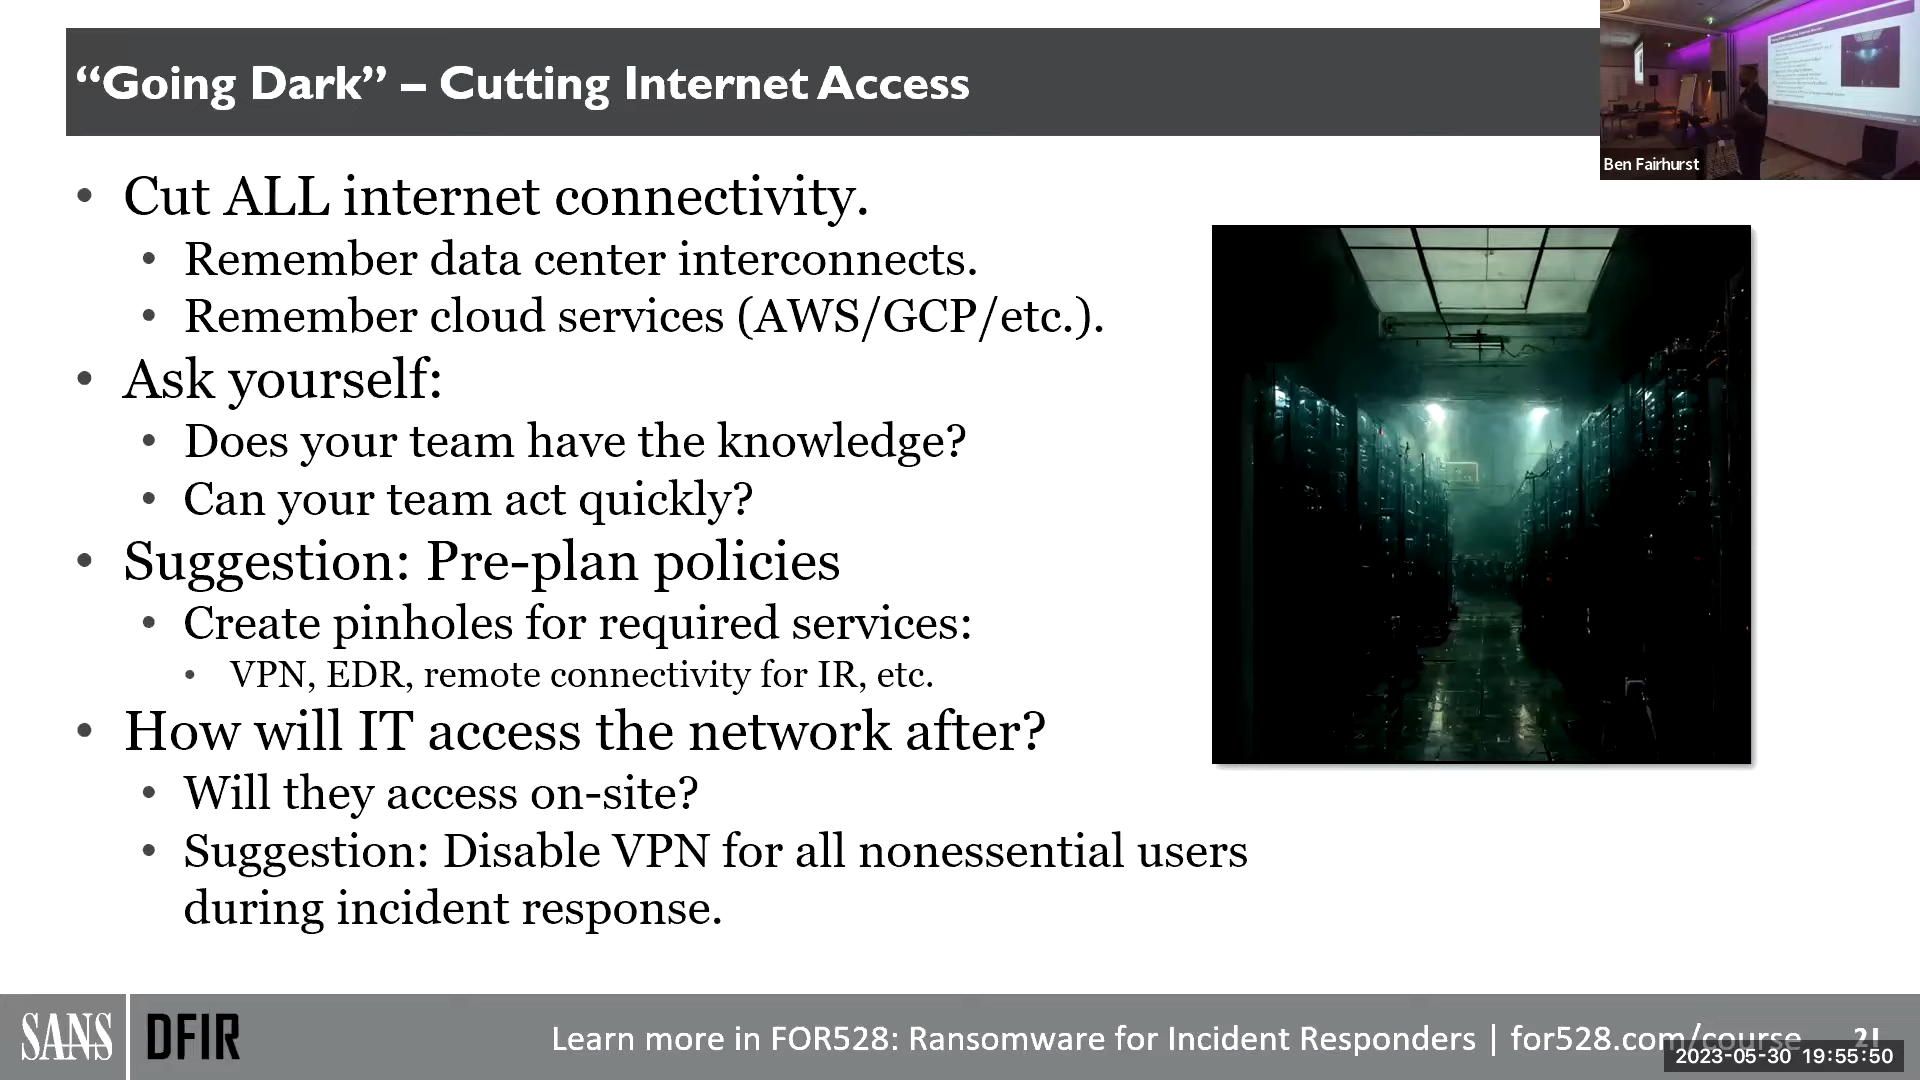 “Going Dark” – Cutting Internet Access
Ben Fairhurst
• Cut ALL internet connectivity.
• Remember data center interconnects.
• Remember cloud services (AWS/GCP/etc.).
• Ask yourself:
• Does your team have the knowledge?
• Can your team act quickly?
• Suggestion: Pre-plan policies
• Create pinholes for required services:
• VPN, EDR, remote connectivity for IR, etc.
• How will IT access the network after?
• Will they access on-site?
• Suggestion: Disable VPN for all nonessential users
during incident response.
SANS DFIR
Learn more in FOR528: Ransomware for Incident Responders | for528.com/course 21
2023-05-30 19:55:50